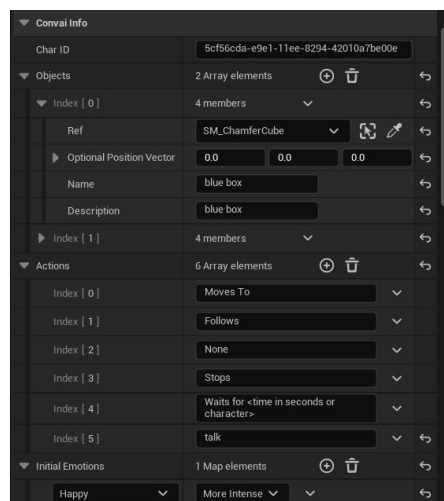 Convai Info
Char ID 5cf56cda-e9e1-11ee-8294-42010a7be00e
Objects 2 Array elements
Index [ 0 ] 4 members
Ref SM_ChamferCube
Optional Position Vector 0.0 0.0 0.0
Name blue box
Description blue box
Index [ 1 ] 4 members
Actions 6 Array elements
Index [ 0 ] Moves To
Index [ 1 ] Follows
Index [ 2 ] None
Index [ 3 ] Stops
Index [ 4 ] Waits for <time in seconds or
character>
Index [ 5 ] talk
Initial Emotions 1 Map elements
Happy More Intense